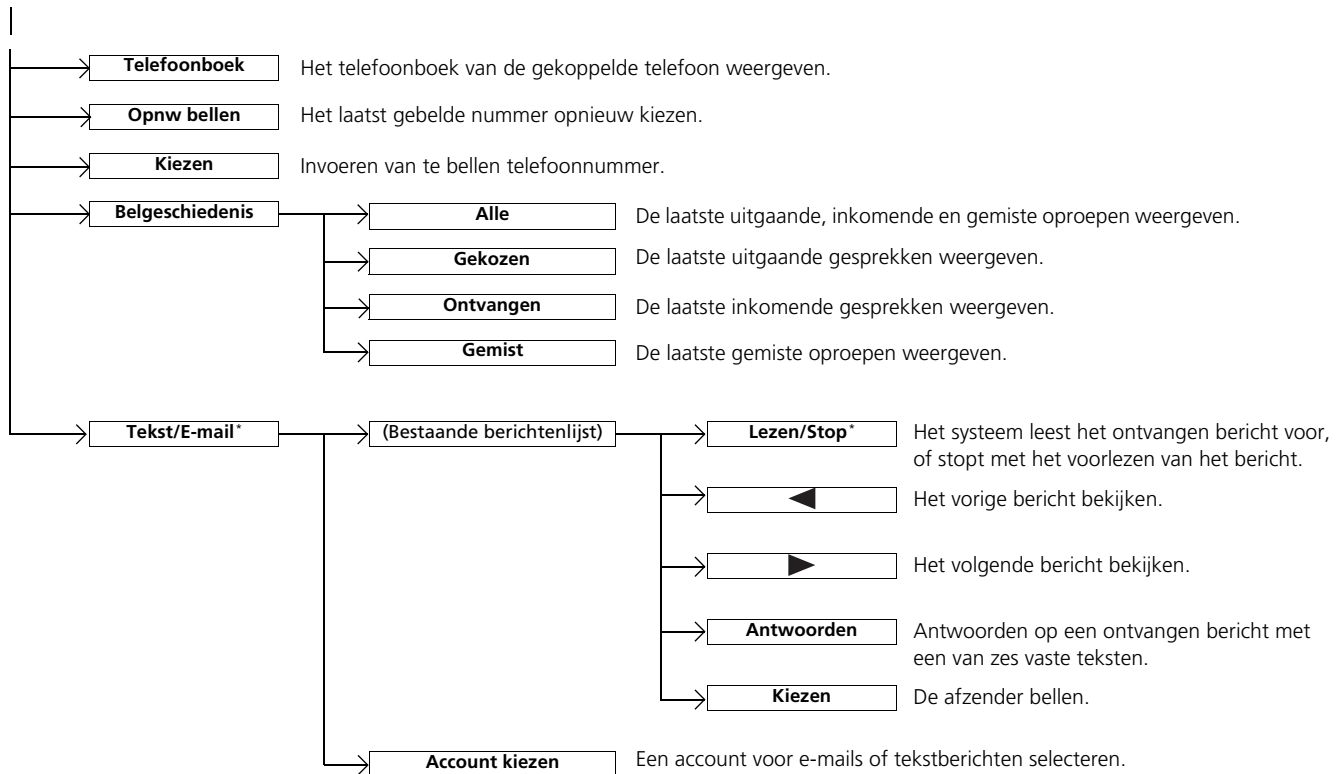 Telefoonboek Het telefoonboek van de gekoppelde telefoon weergeven.
Opnw bellen Het laatst gebelde nummer opnieuw kiezen.
Kiezen Invoeren van te bellen telefoonnummer.
Belgeschiedenis Alle De laatste uitgaande, inkomende en gemiste oproepen weergeven.
Gekozen De laatste uitgaande gesprekken weergeven.
Ontvangen De laatste inkomende gesprekken weergeven.
Gemist De laatste gemiste oproepen weergeven.
Tekst/E-mail* (Bestaande berichtenlijst) Lezen/Stop* Het systeem leest het ontvangen bericht voor,
of stopt met het voorlezen van het bericht.
◄ Het vorige bericht bekijken.
► Het volgende bericht bekijken.
Antwoorden Antwoorden op een ontvangen bericht met
een van zes vaste teksten.
Kiezen De afzender bellen.
Account kiezen Een account voor e-mails of tekstberichten selecteren.